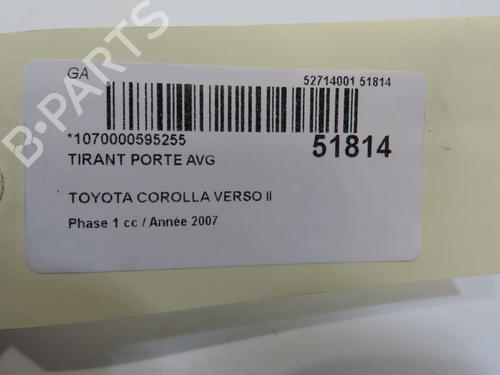 B-PARTS
GA
52714001 51814
*1070000595255
51814
TIRANT PORTE AVG
TOYOTA COROLLA VERSO II
Phase 1 cc / Année 2007